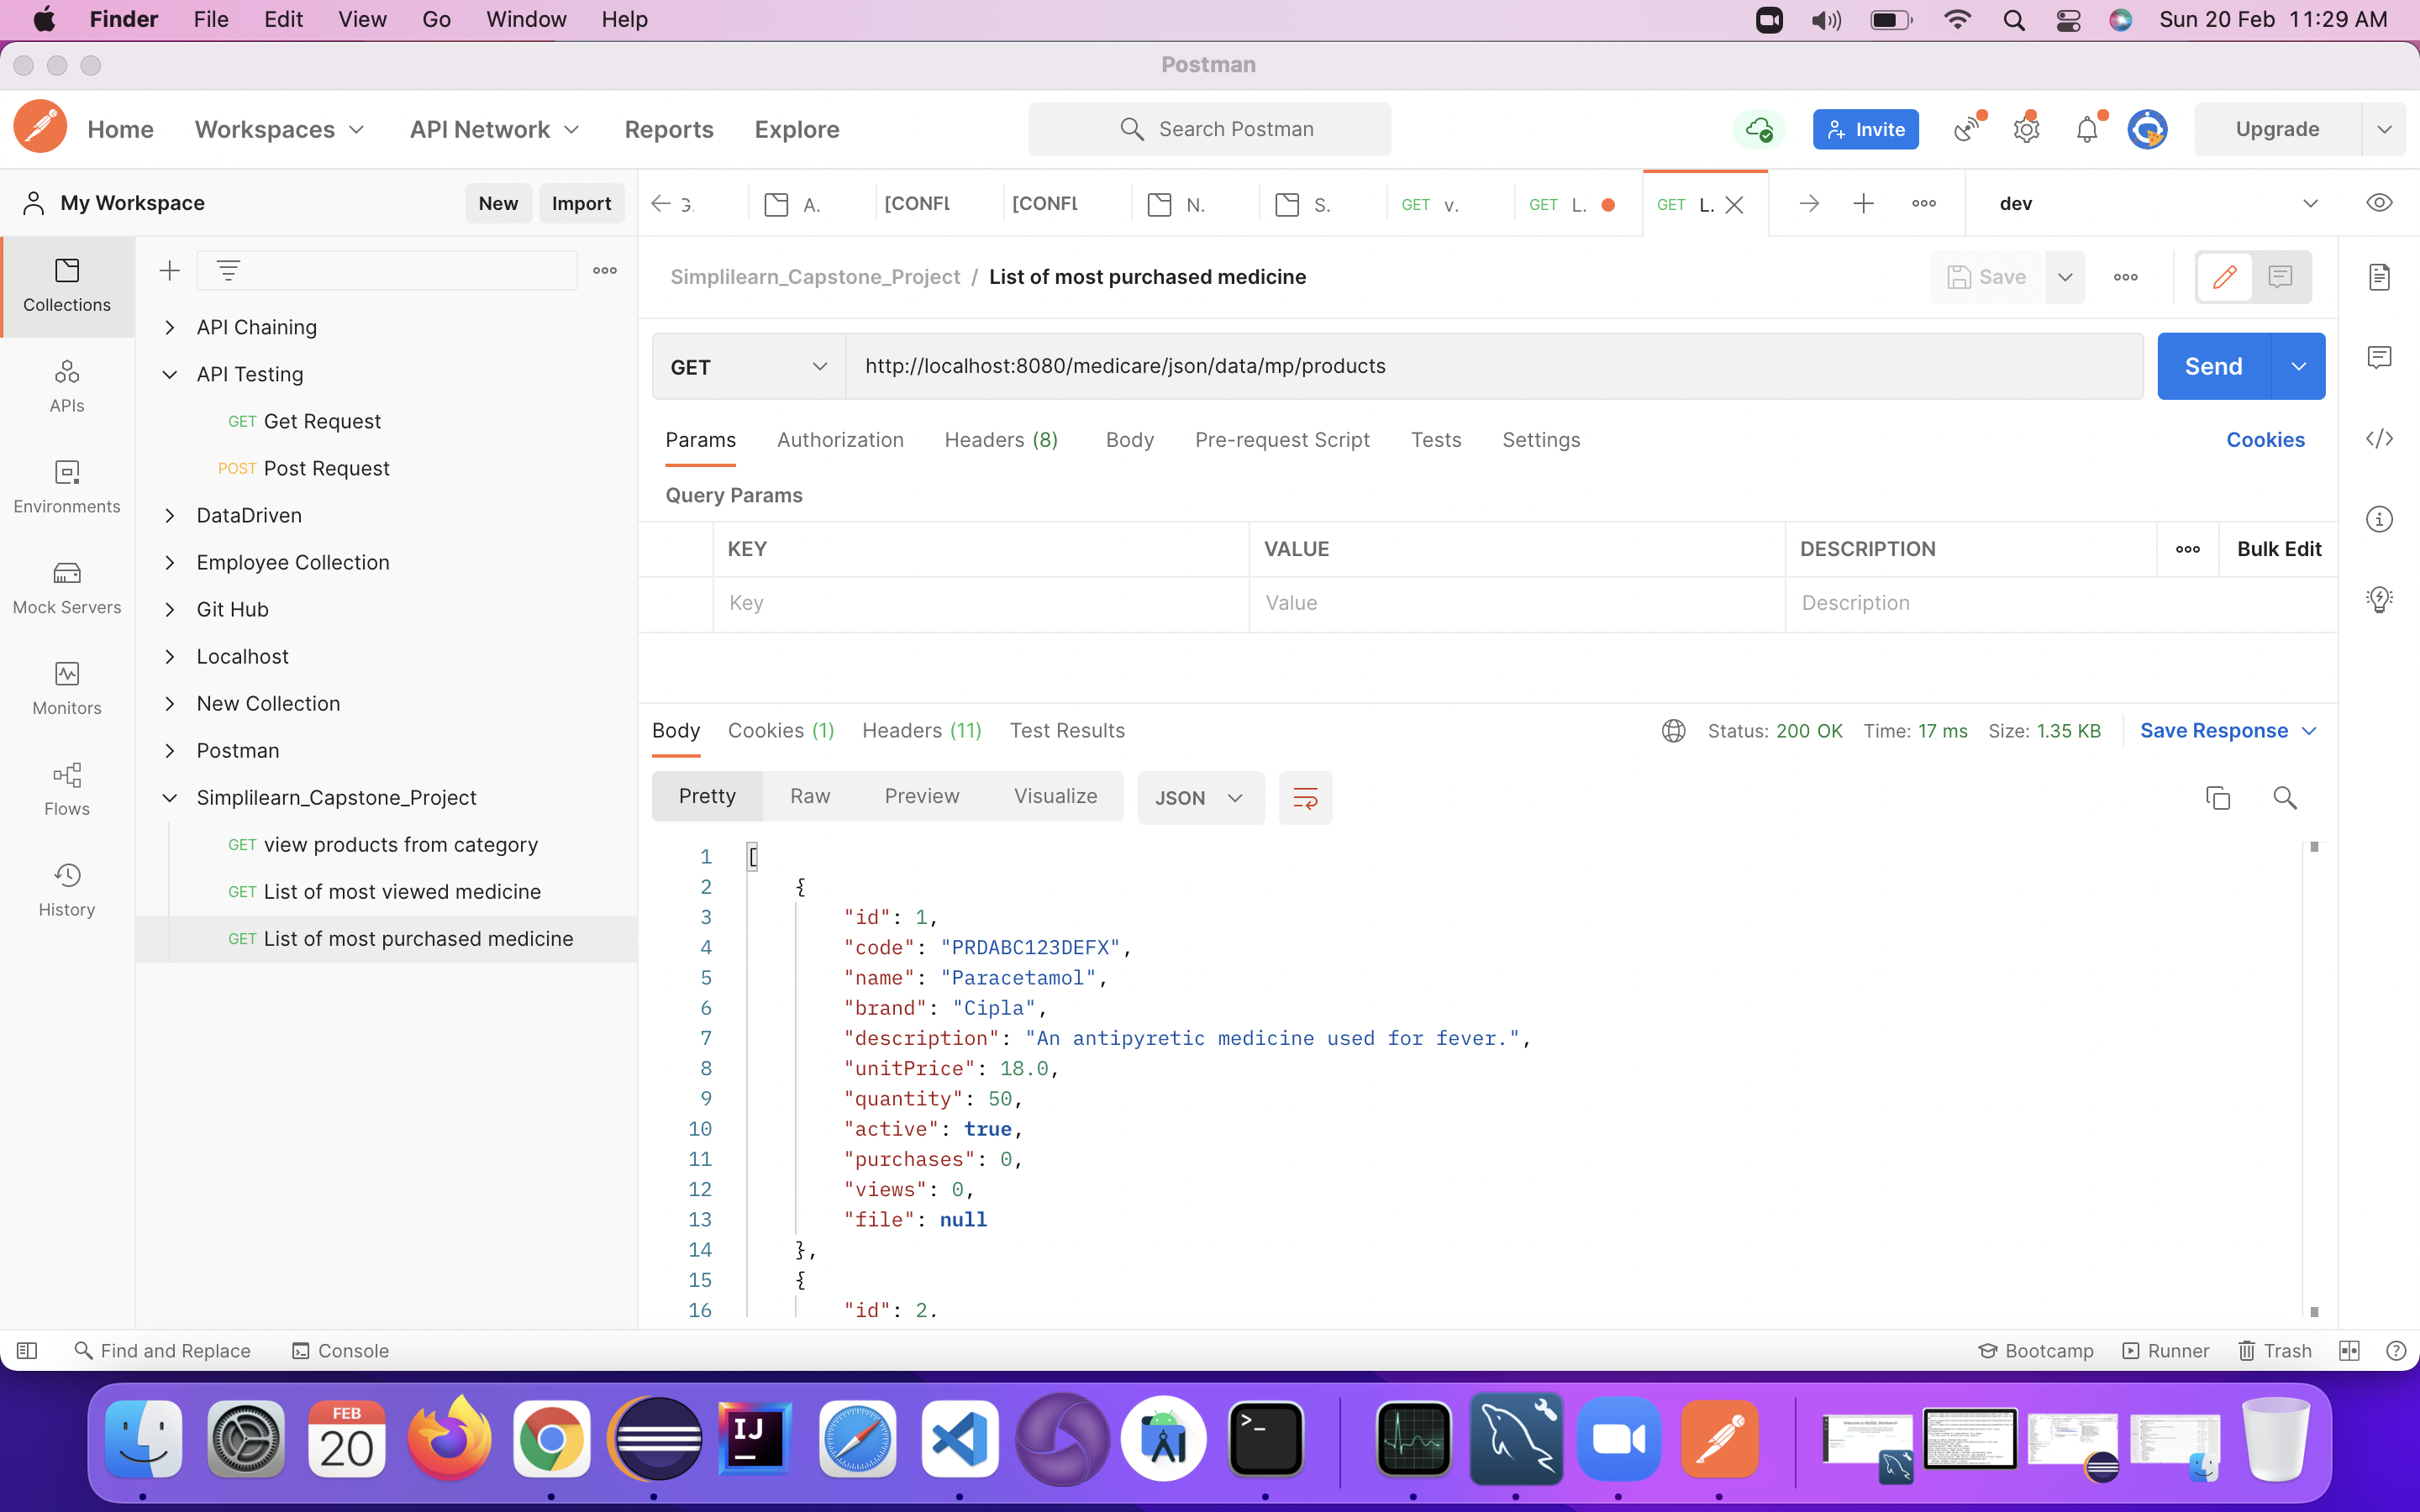 Finder File Edit View Go Window Help Sun 20 Feb 11:29 AM
Postman
Home Workspaces API Network Reports Explore Search Postman Invite Upgrade
My Workspace New Import A. [CONFL [CONFL N. S. GET v. GET L. GET L. dev
Simplilearn_Capstone_Project / List of most purchased medicine Save
GET http://localhost:8080/medicare/json/data/mp/products Send
Params Authorization Headers (8) Body Pre-request Script Tests Settings Cookies
Query Params
KEY VALUE DESCRIPTION Bulk Edit
Key Value Description
Collections
APIs
Environments
Mock Servers
Monitors
Flows
History
API Chaining
API Testing
GET Get Request
POST Post Request
DataDriven
Employee Collection
Git Hub
Localhost
New Collection
Postman
Simplilearn_Capstone_Project
GET view products from category
GET List of most viewed medicine
GET List of most purchased medicine
Body Cookies (1) Headers (11) Test Results Status: 200 OK Time: 17 ms Size: 1.35 KB Save Response
Pretty Raw Preview Visualize JSON
1 [
2 {
3 "id": 1,
4 "code": "PRDABC123DEFX",
5 "name": "Paracetamol",
6 "brand": "Cipla",
7 "description": "An antipyretic medicine used for fever.",
8 "unitPrice": 18.0,
9 "quantity": 50,
10 "active": true,
11 "purchases": 0,
12 "views": 0,
13 "file": null
14 },
15 {
16 "id": 2,
Find and Replace Console Bootcamp Runner Trash
FEB
20
IJ